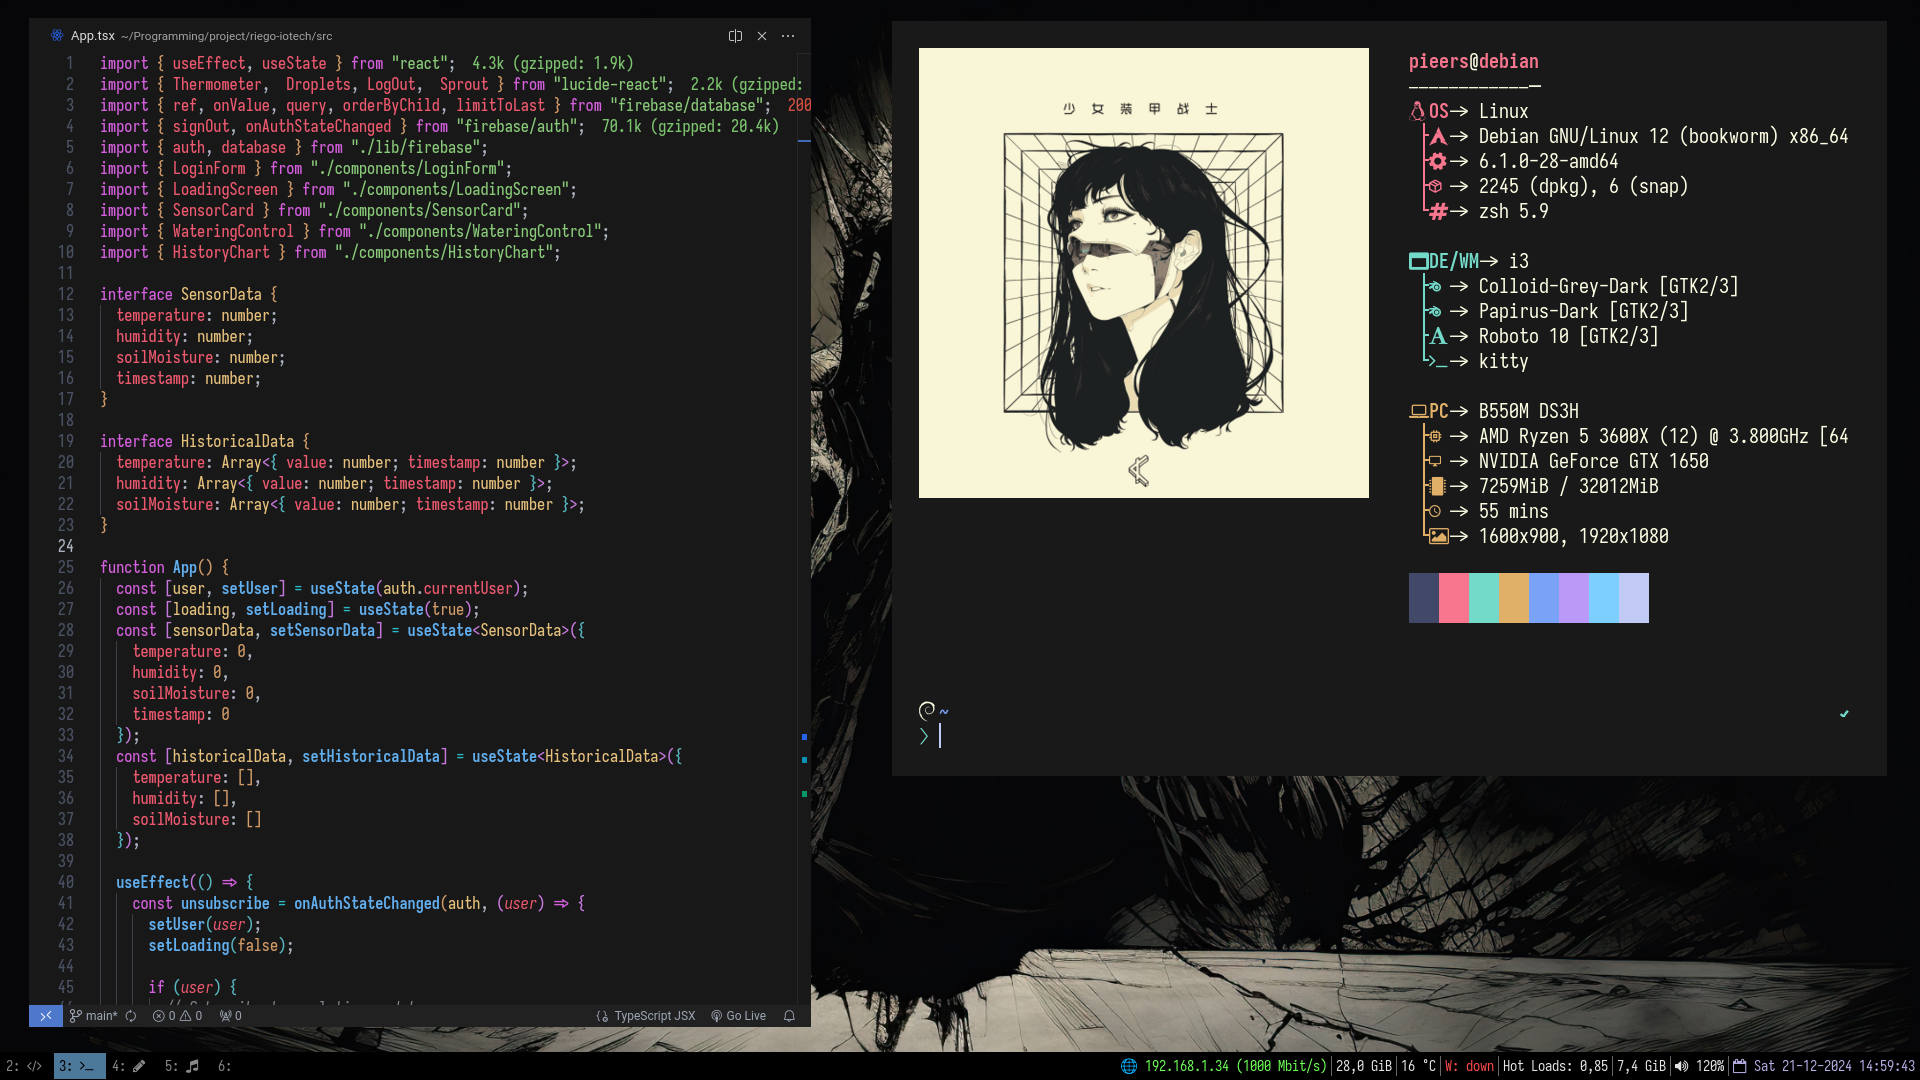 App.tsx ~/Programming/project/riego-iotech/src
1 import { useEffect, useState } from "react"; 4.3k (gzipped: 1.9k)
2 import { Thermometer, Droplets, LogOut, Sprout } from "lucide-react"; 2.2k (gzipped:
3 import { ref, onValue, query, orderByChild, limitToLast } from "firebase/database"; 200
4 import { signOut, onAuthStateChanged } from "firebase/auth"; 70.1k (gzipped: 20.4k)
5 import { auth, database } from "./lib/firebase";
6 import { LoginForm } from "./components/LoginForm";
7 import { LoadingScreen } from "./components/LoadingScreen";
8 import { SensorCard } from "./components/SensorCard";
9 import { WateringControl } from "./components/WateringControl";
10 import { HistoryChart } from "./components/HistoryChart";
11
12 interface SensorData {
13 temperature: number;
14 humidity: number;
15 soilMoisture: number;
16 timestamp: number;
17 }
18
19 interface HistoricalData {
20 temperature: Array<{ value: number; timestamp: number }>;
21 humidity: Array<{ value: number; timestamp: number }>;
22 soilMoisture: Array<{ value: number; timestamp: number }>;
23 }
24
25 function App() {
26 const [user, setUser] = useState(auth.currentUser);
27 const [loading, setLoading] = useState(true);
28 const [sensorData, setSensorData] = useState<SensorData>({
29 temperature: 0,
30 humidity: 0,
31 soilMoisture: 0,
32 timestamp: 0
33 });
34 const [historicalData, setHistoricalData] = useState<HistoricalData>({
35 temperature: [],
36 humidity: [],
37 soilMoisture: []
38 });
39
40 useEffect(() => {
41 const unsubscribe = onAuthStateChanged(auth, (user) => {
42 setUser(user);
43 setLoading(false);
44
45 if (user) {
main* 0 0 0 TypeScript JSX Go Live
少女装甲战士
pieers@debian
OS-> Linux
-> Debian GNU/Linux 12 (bookworm) x86_64
-> 6.1.0-28-amd64
-> 2245 (dpkg), 6 (snap)
-> zsh 5.9
DE/WM-> i3
-> Colloid-Grey-Dark [GTK2/3]
-> Papirus-Dark [GTK2/3]
-> Roboto 10 [GTK2/3]
-> kitty
PC-> B550M DS3H
-> AMD Ryzen 5 3600X (12) @ 3.800GHz [64
-> NVIDIA GeForce GTX 1650
-> 7259MiB / 32012MiB
-> 55 mins
-> 1600x900, 1920x1080
~
>
2: </> 3: >_ 4: 5: 6:
192.168.1.34 (1000 Mbit/s) 28,0 GiB 16 °C W: down Hot Loads: 0,85 7,4 GiB 120% Sat 21-12-2024 14:59:43